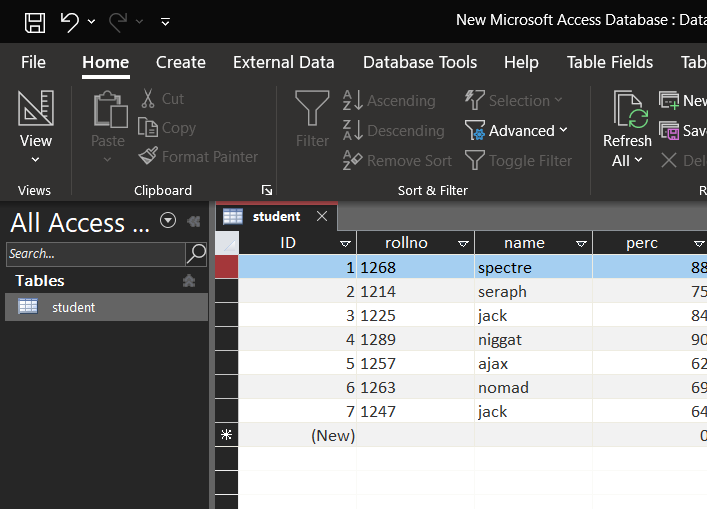 New Microsoft Access Database : Data
File Home Create External Data Database Tools Help Table Fields Tab
View
Paste
Cut
Copy
Format Painter
Filter
Ascending
Descending
Remove Sort
Selection
Advanced
Toggle Filter
Refresh
All
New
Save
Dele
Views Clipboard Sort & Filter R
All Access ...
Search...
Tables
student
student
ID rollno name perc
1 1268 spectre 88
2 1214 seraph 75
3 1225 jack 84
4 1289 niggat 90
5 1257 ajax 62
6 1263 nomad 69
7 1247 jack 64
(New) 0